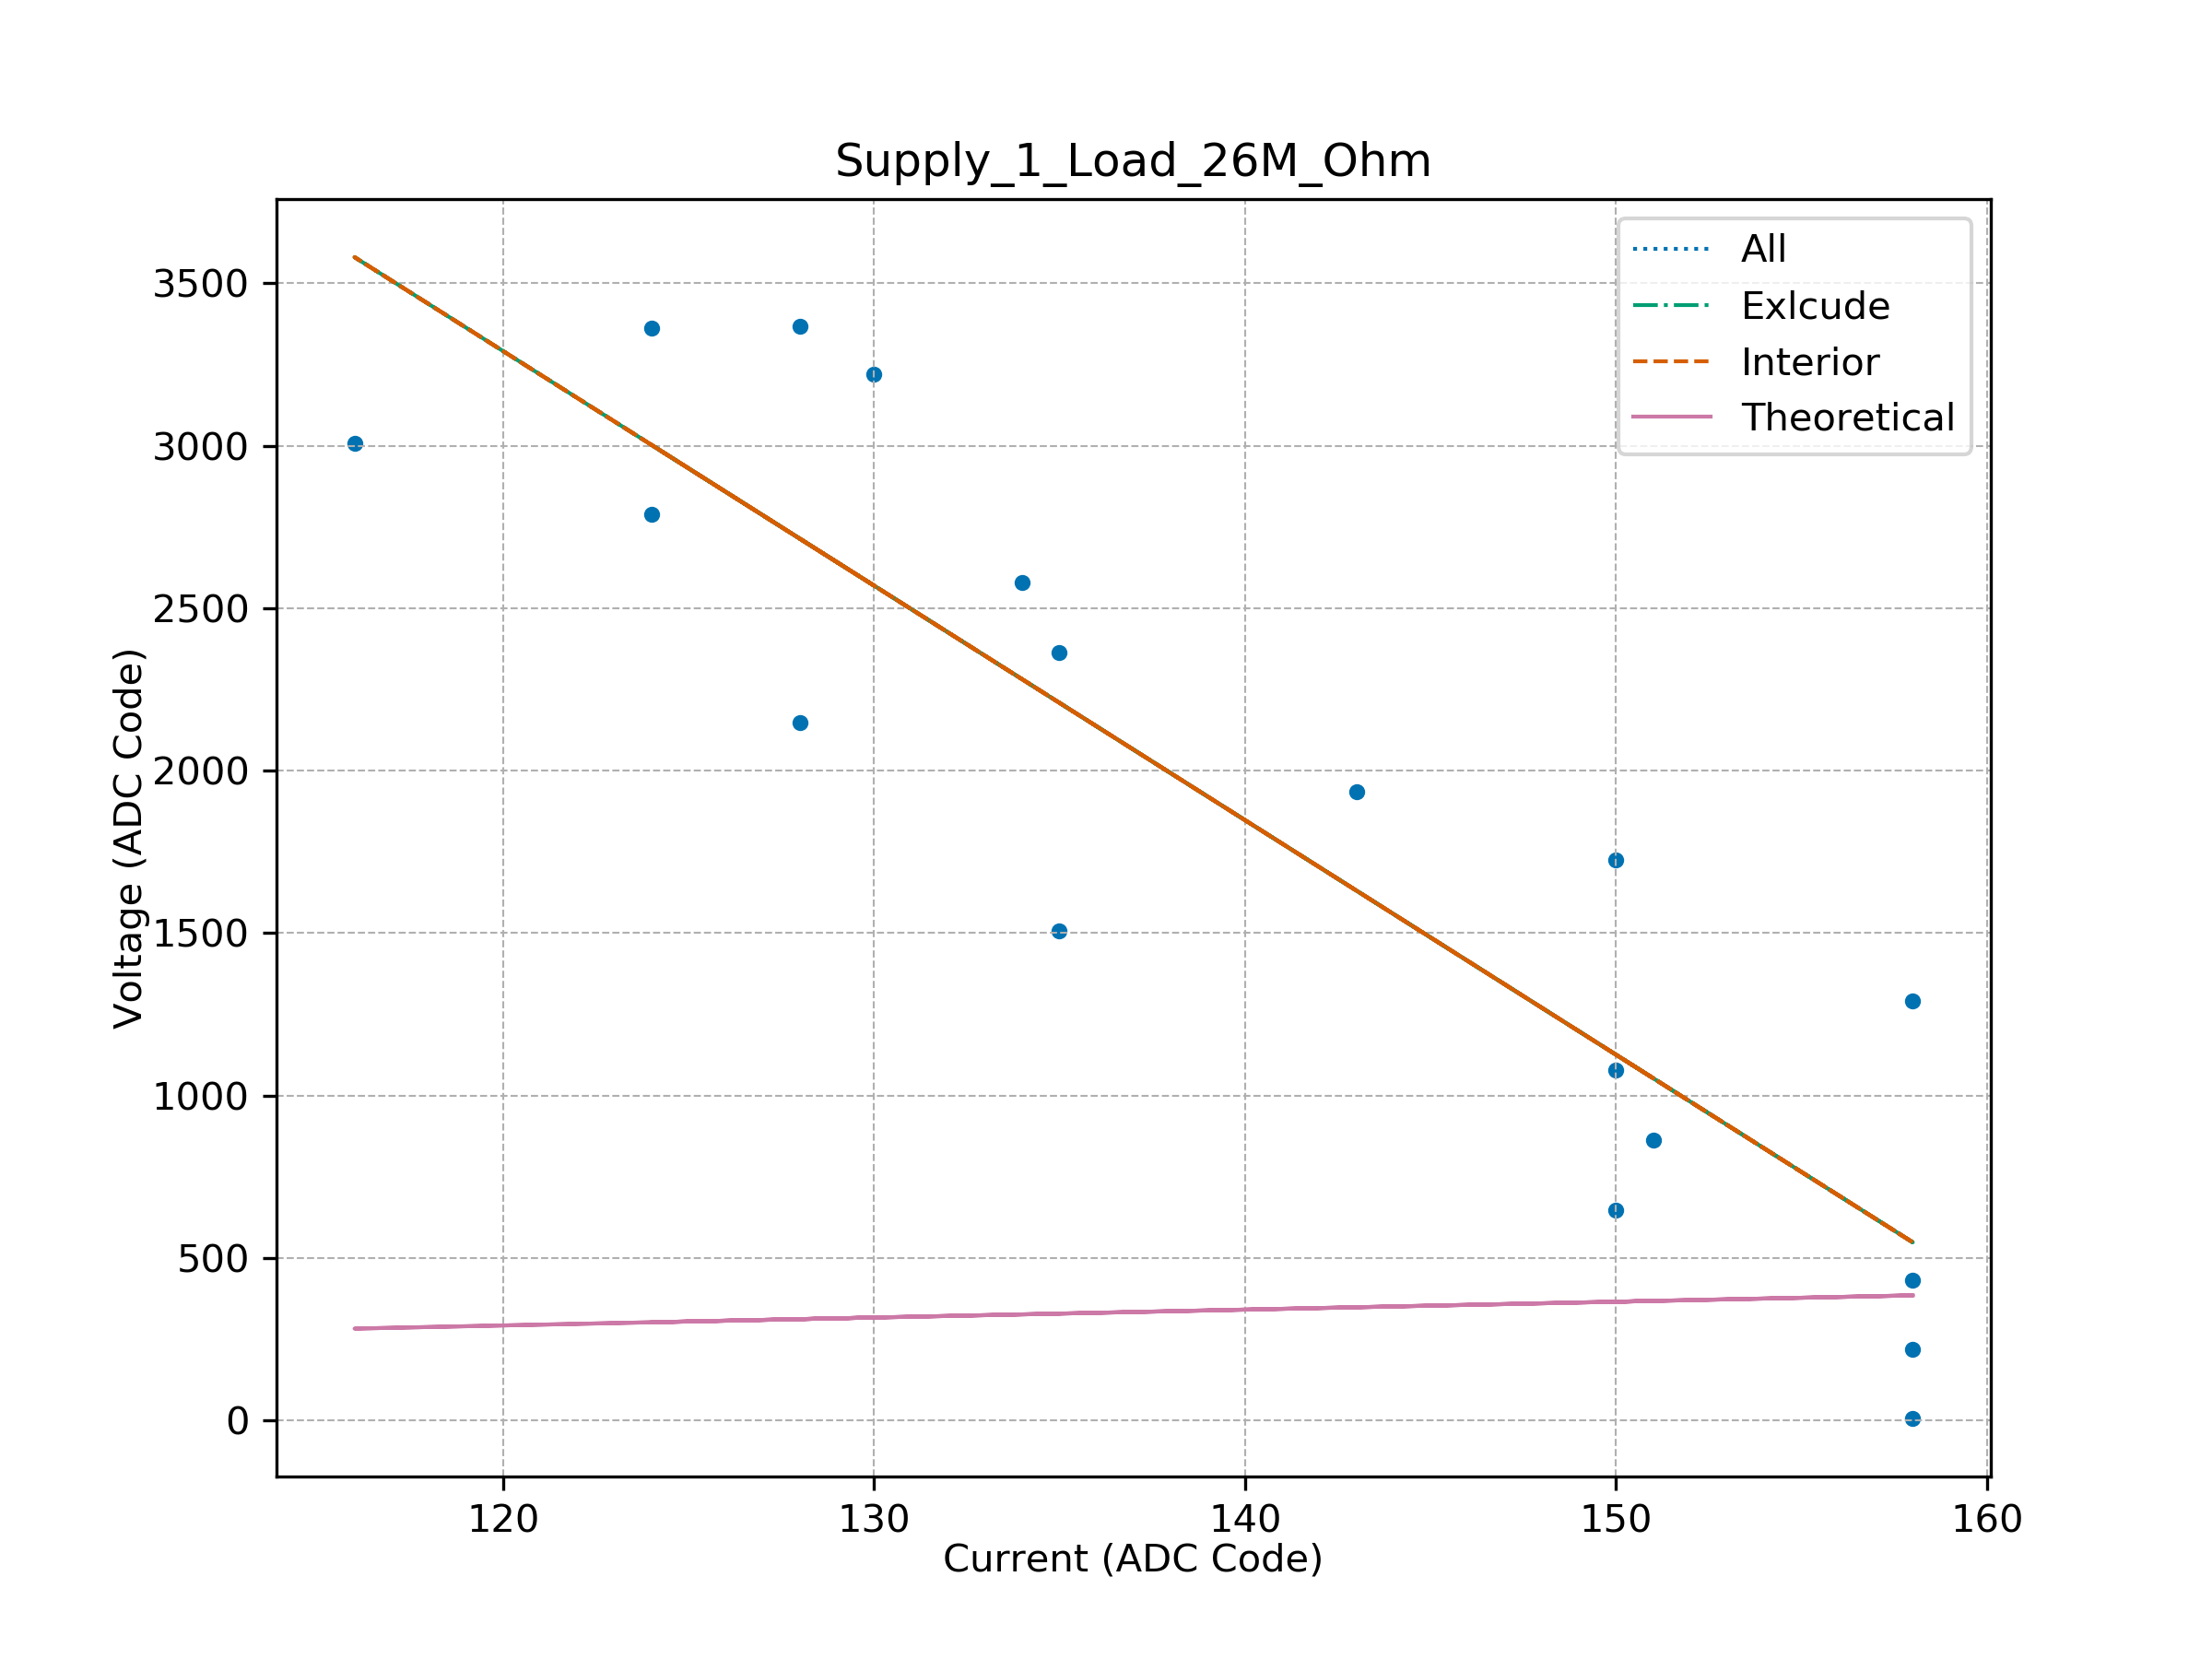 Supply_1_Load_26M_Ohm
All
Exlcude
Interior
Theoretical
Voltage (ADC Code)
3500
3000
2500
2000
1500
1000
500
0
120 130 140 150 160
Current (ADC Code)